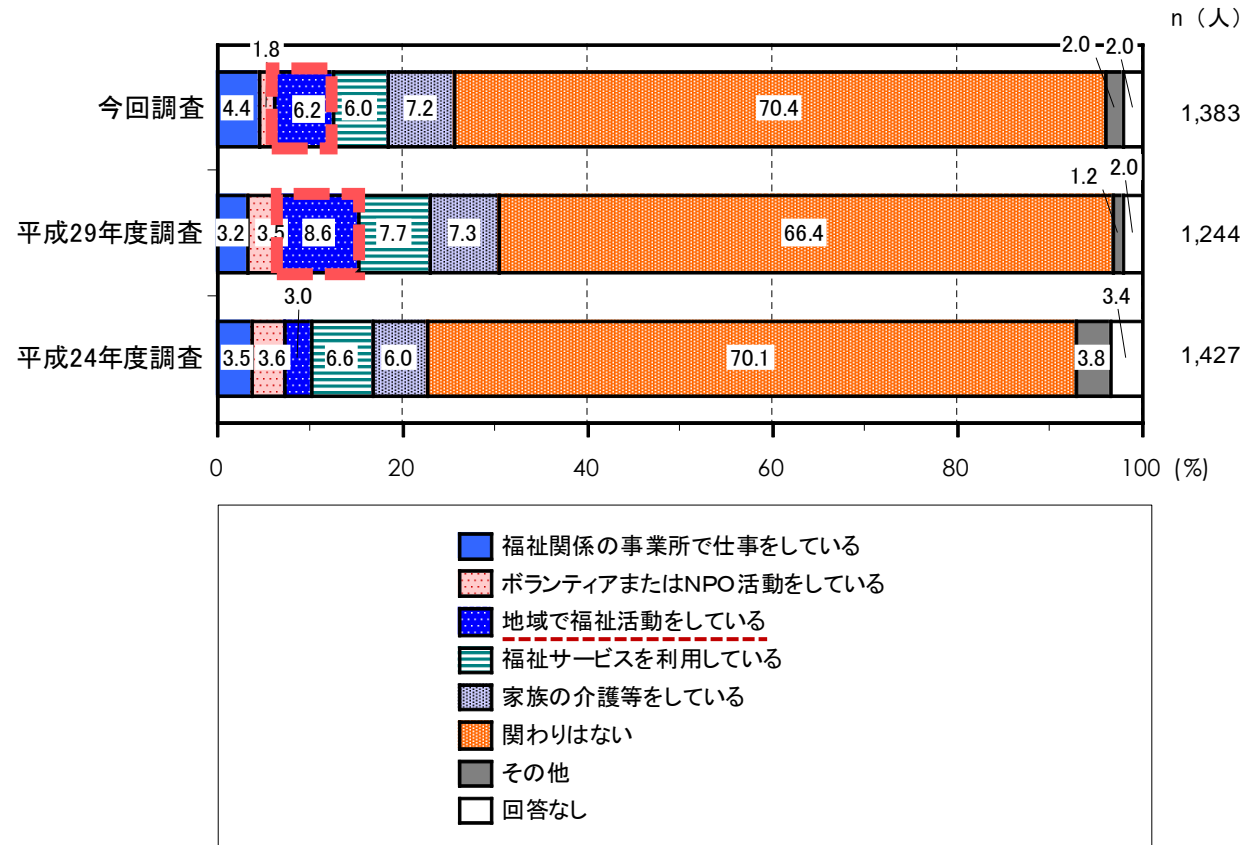 n（人）
1.8
2.0
2.0
今回調査
4.4
6.2
6.0
7.2
70.4
1,383
1.2
2.0
平成29年度調査
3.2
3.5
8.6
7.7
7.3
66.4
1,244
3.0
3.4
平成24年度調査
3.5
3.6
6.6
6.0
70.1
3.8
1,427
0
20
40
60
80
100
(%)
福祉関係の事業所で仕事をしている
ボランティアまたはNPO活動をしている
地域で福祉活動をしている
福祉サービスを利用している
家族の介護等をしている
関わりはない
その他
回答なし